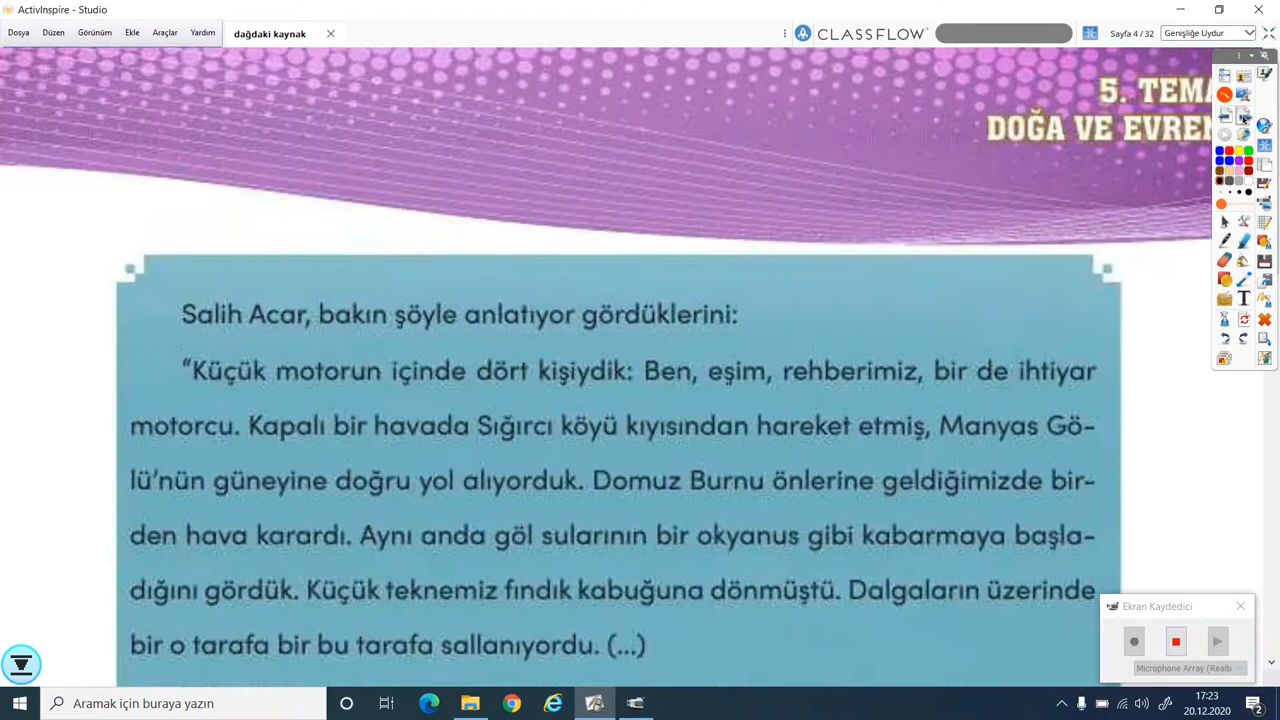 ActivInspire - Studio
Dosya Düzen Görünüm Ekle Araçlar Yardım dağdaki kaynak CLASSFLOW Sayfa 4 / 32 Genişliğe Uydur
5. TEMA
DOĞA VE EVREN
Salih Acar, bakın şöyle anlatıyor gördüklerini:
“Küçük motorun içinde dört kişiydik: Ben, eşim, rehberimiz, bir de ihtiyar
motorcu. Kapalı bir havada Sığırcı köyü kıyısından hareket etmiş, Manyas Gö-
lü’nün güneyine doğru yol alıyorduk. Domuz Burnu önlerine geldiğimizde bir-
den hava karardı. Aynı anda göl sularının bir okyanus gibi kabarmaya başla-
dığını gördük. Küçük teknemiz fındık kabuğuna dönmüştü. Dalgaların üzerinde
bir o tarafa bir bu tarafa sallanıyordu. (...)
Ekran Kaydedici
Microphone Array (Realte
Aramak için buraya yazın
17:23
20.12.2020
2